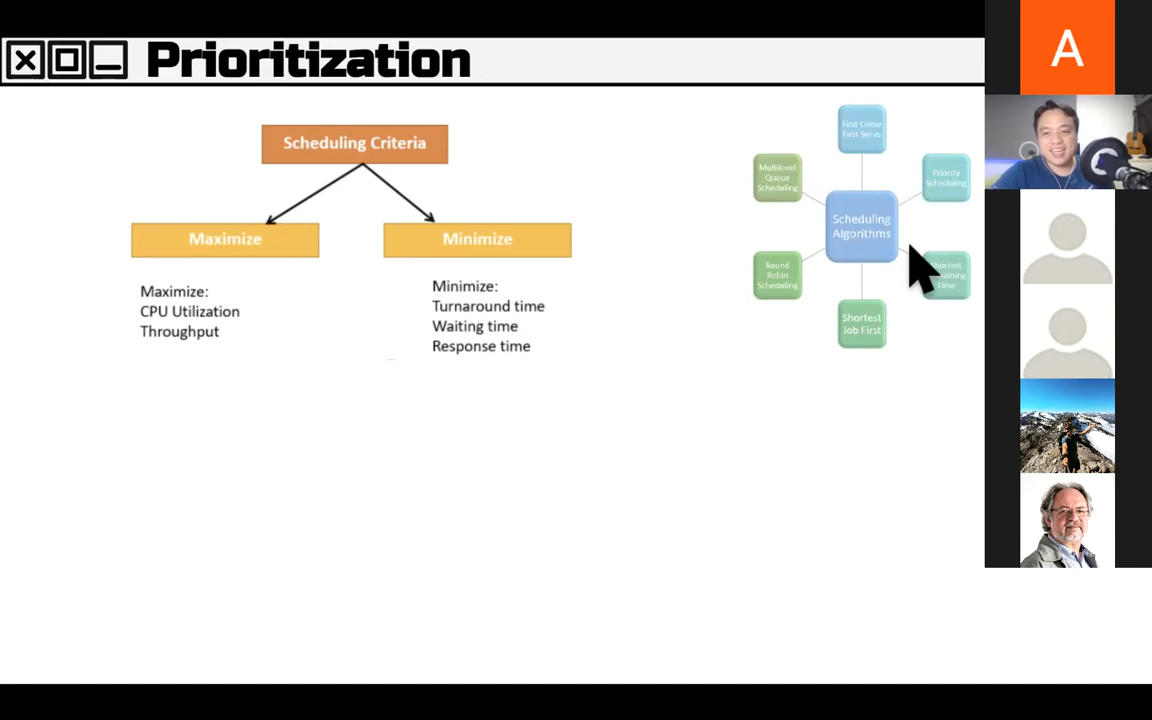 Prioritization
A
Scheduling Criteria
Maximize
Minimize
Maximize:
CPU Utilization
Throughput
Minimize:
Turnaround time
Waiting time
Response time
First Come
First Serve
Multilevel
Queue
Scheduling
Priority
Scheduling
Scheduling
Algorithms
Round
Robin
Scheduling
Shortest
Time
Shortest
Job First